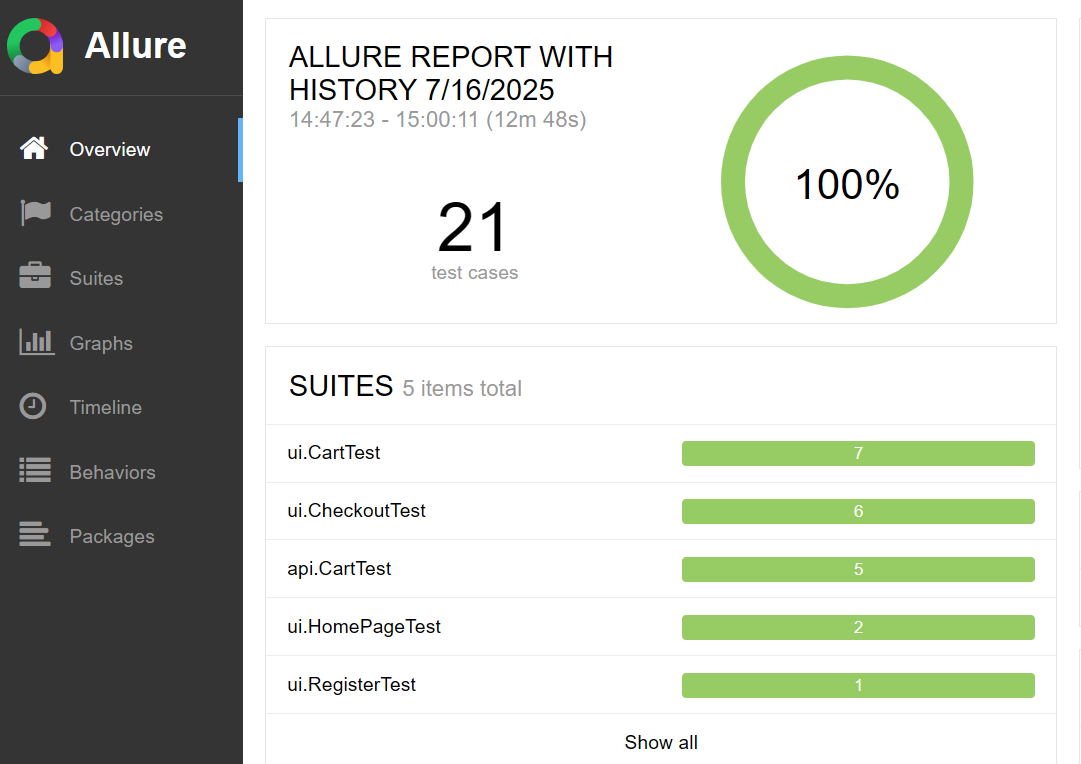 Allure
Overview
Categories
Suites
Graphs
Timeline
Behaviors
Packages
ALLURE REPORT WITH
HISTORY 7/16/2025
14:47:23 - 15:00:11 (12m 48s)
21
test cases
100%
SUITES 5 items total
ui.CartTest 7
ui.CheckoutTest 6
api.CartTest 5
ui.HomePageTest 2
ui.RegisterTest 1
Show all